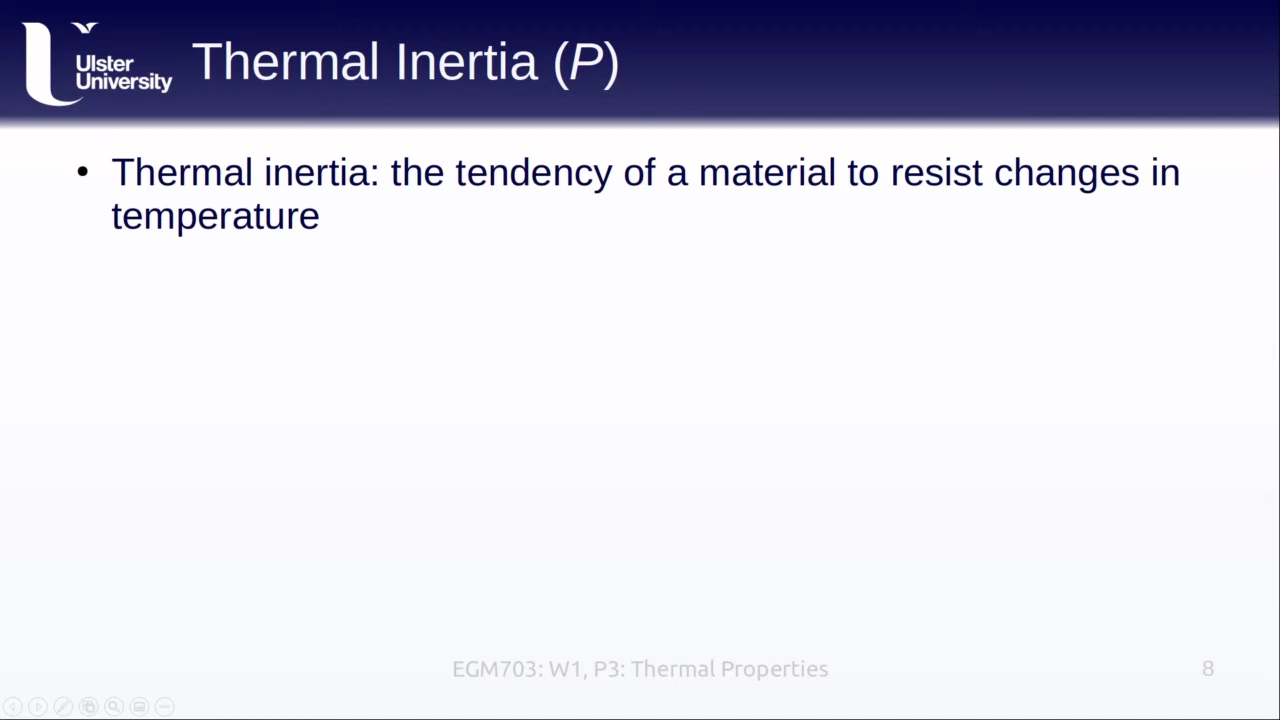 Ulster
University
Thermal Inertia (P)
• Thermal inertia: the tendency of a material to resist changes in
temperature
EGM703: W1, P3: Thermal Properties
8